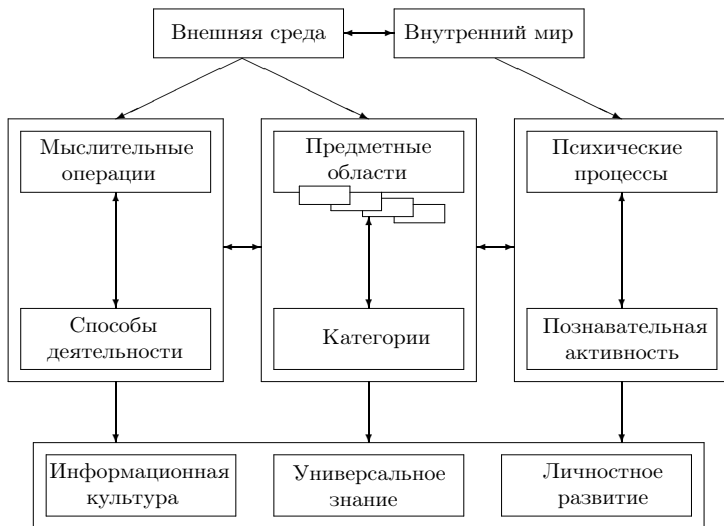 Внешняя среда
Внутренний мир
Мыслительные
операции
Предметные
области
Психические
процессы
Способы
деятельности
Категории
Познавательная
активность
Информационная
культура
Универсальное
знание
Личностное
развитие